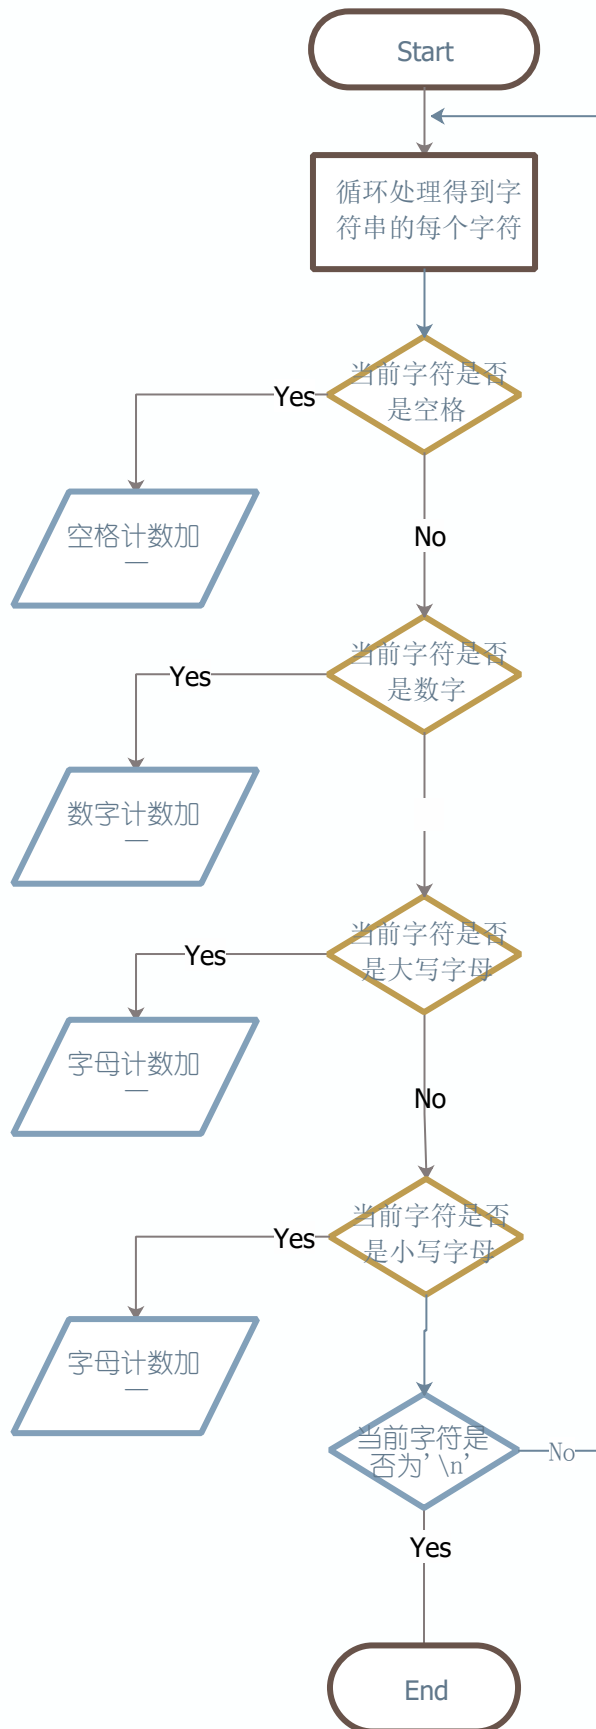 Start
循环处理得到字
符串的每个字符
当前字符是否
是空格
Yes
空格计数加
一
No
当前字符是否
是数字
Yes
数字计数加
一
当前字符是否
是大写字母
Yes
字母计数加
一
No
当前字符是否
是小写字母
Yes
字母计数加
一
当前字符是
否为'\n'
No
Yes
End